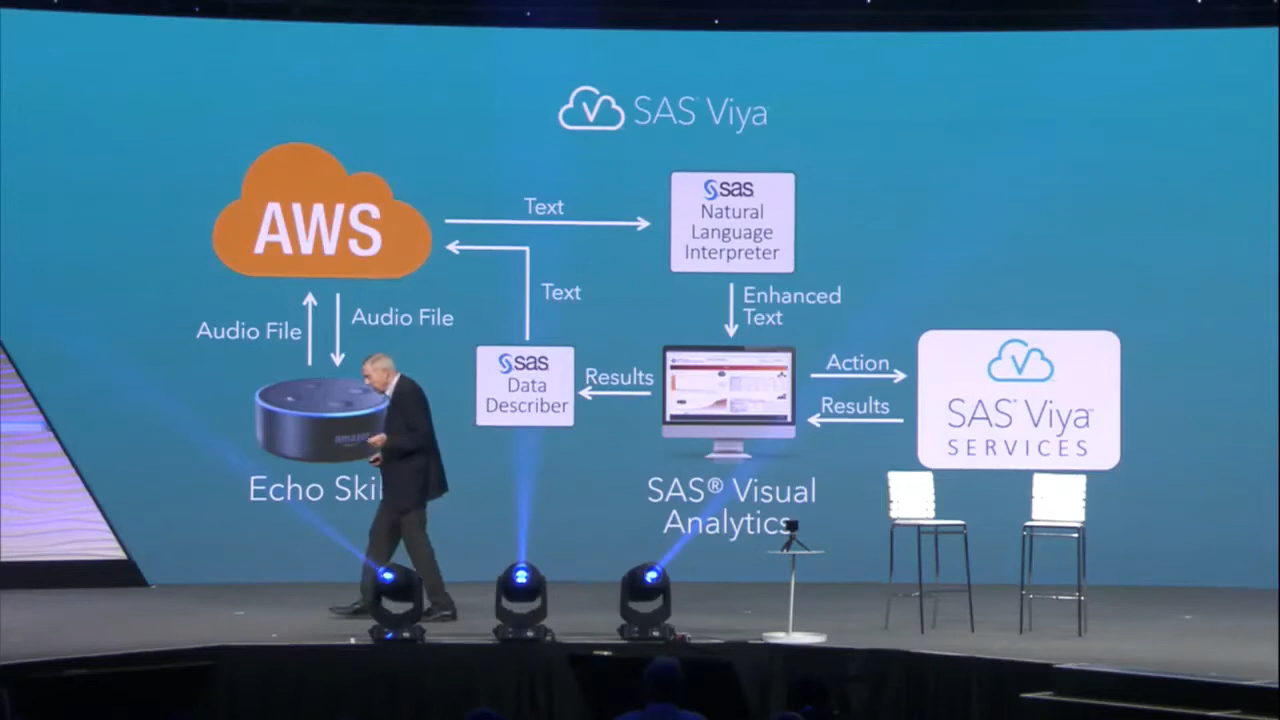 SAS® Viya
AWS
Text
sas
Natural
Language
Interpreter
Text
Enhanced
Text
Audio File
Audio File
sas
Data
Describer
Results
Action
Results
SAS® Viya
SERVICES
amazon
Echo Skil
SAS® Visual
Analytics